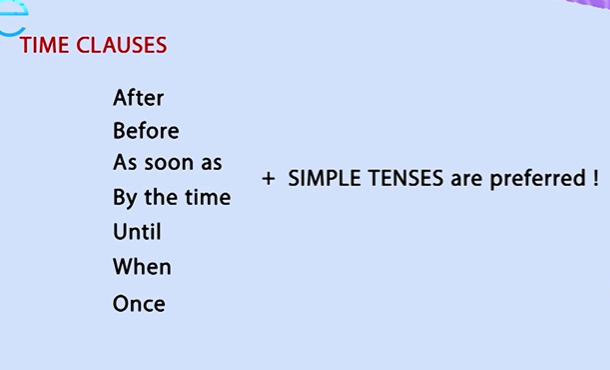 e
TIME CLAUSES
After
Before
As soon as
+ SIMPLE TENSES are preferred !
By the time
Until
When
Once